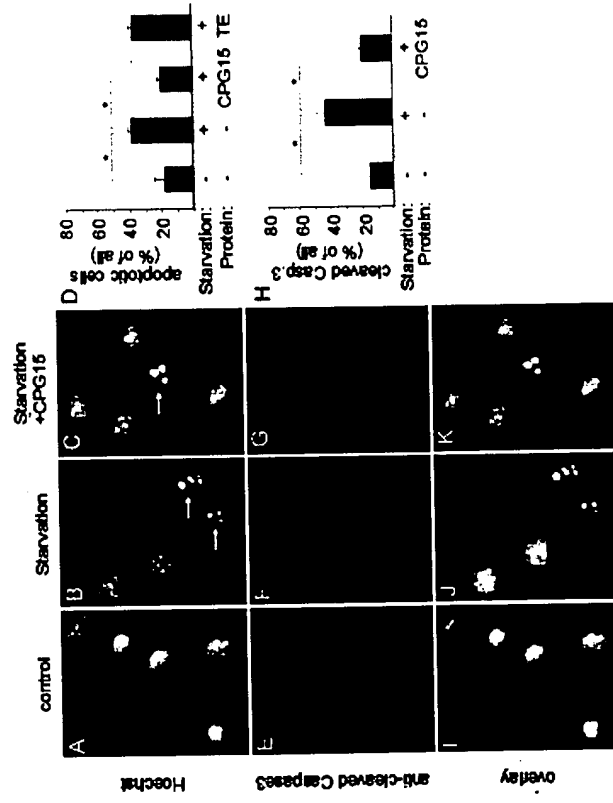 control
Starvation
Starvation
+CPG15
Hoechst
anti-cleaved Caspase3
overlay
A
B
C
E
F
G
I
J
K
D
apoptotic cells
(% of all)
80
60
40
20
* *
Starvation: - + + +
Protein: - - CPG15 TE
H
cleaved Casp.3
(% of all)
80
60
40
20
* *
Starvation: - + +
Protein: - - CPG15